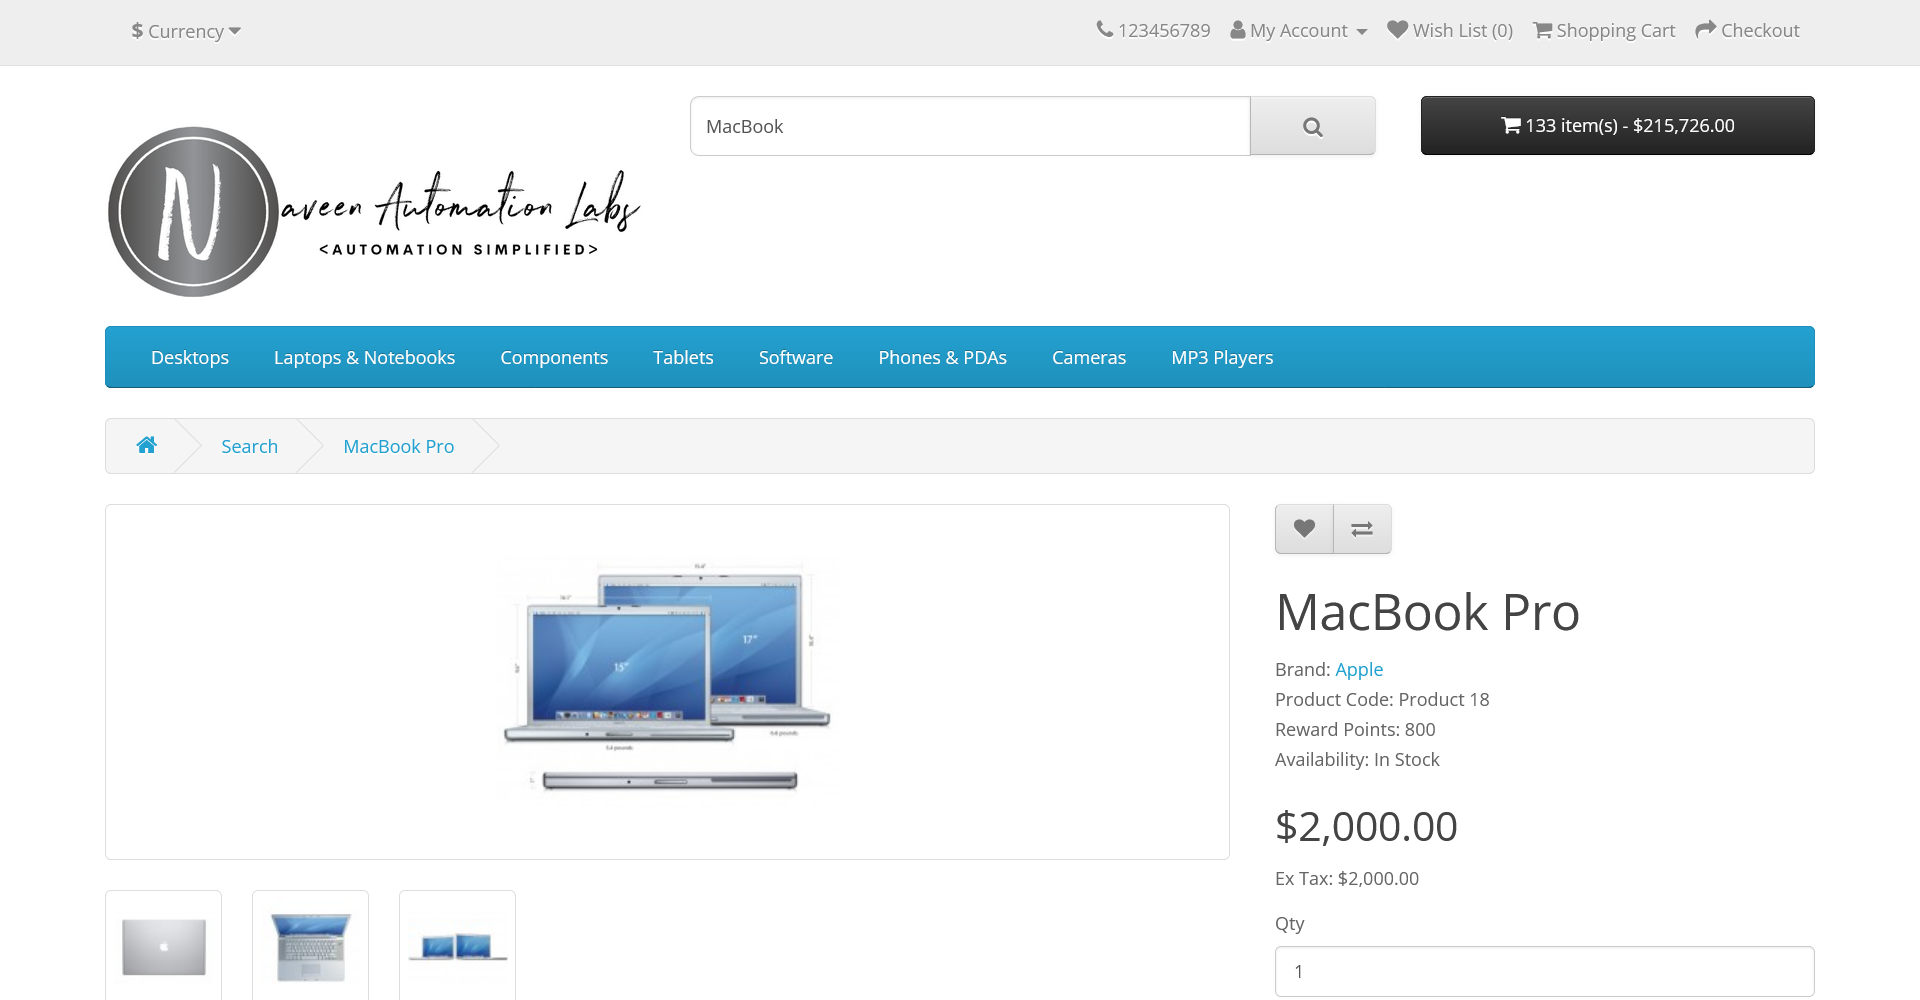 $ Currency
123456789
My Account
Wish List (0)
Shopping Cart
Checkout
MacBook
133 item(s) - $215,726.00
N
aveen Automation Labs
<AUTOMATION SIMPLIFIED>
Desktops
Laptops & Notebooks
Components
Tablets
Software
Phones & PDAs
Cameras
MP3 Players
Search
MacBook Pro
15"
17"
MacBook Pro
Brand: Apple
Product Code: Product 18
Reward Points: 800
Availability: In Stock
$2,000.00
Ex Tax: $2,000.00
Qty
1